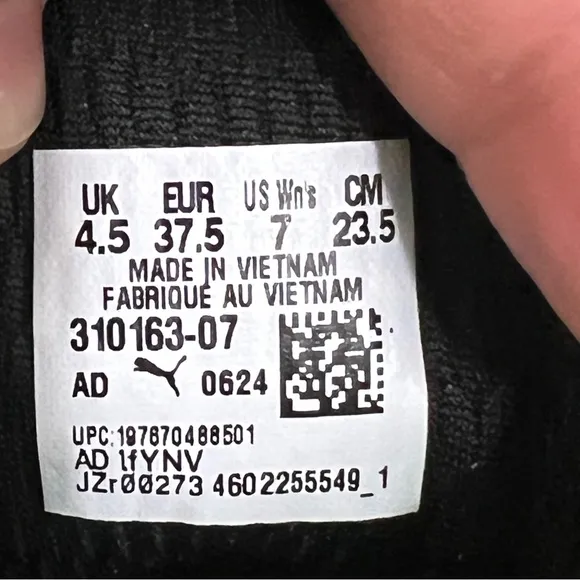 UK EUR US Wn's CM
4.5 37.5 7 23.5
MADE IN VIETNAM
FABRIQUÉ AU VIETNAM
310163-07
AD 0624
UPC:197670488501
AD 1fYNV
JZr00273 4602255549_1